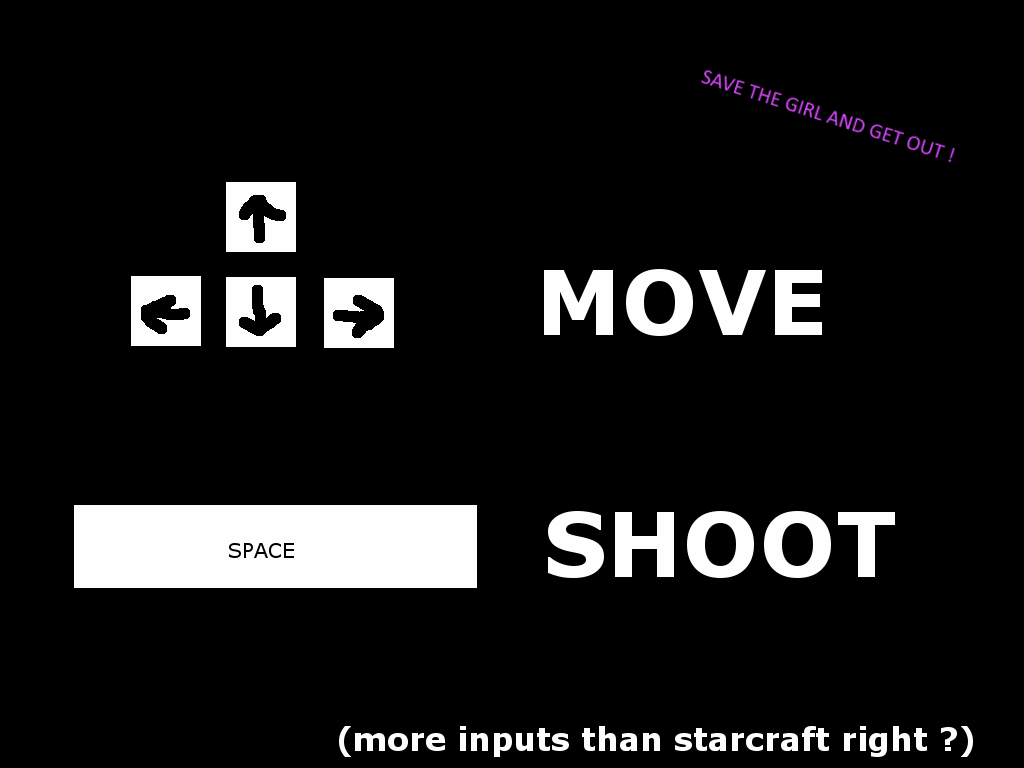 SAVE THE GIRL AND GET OUT !
MOVE
SPACE
SHOOT
(more inputs than starcraft right ?)